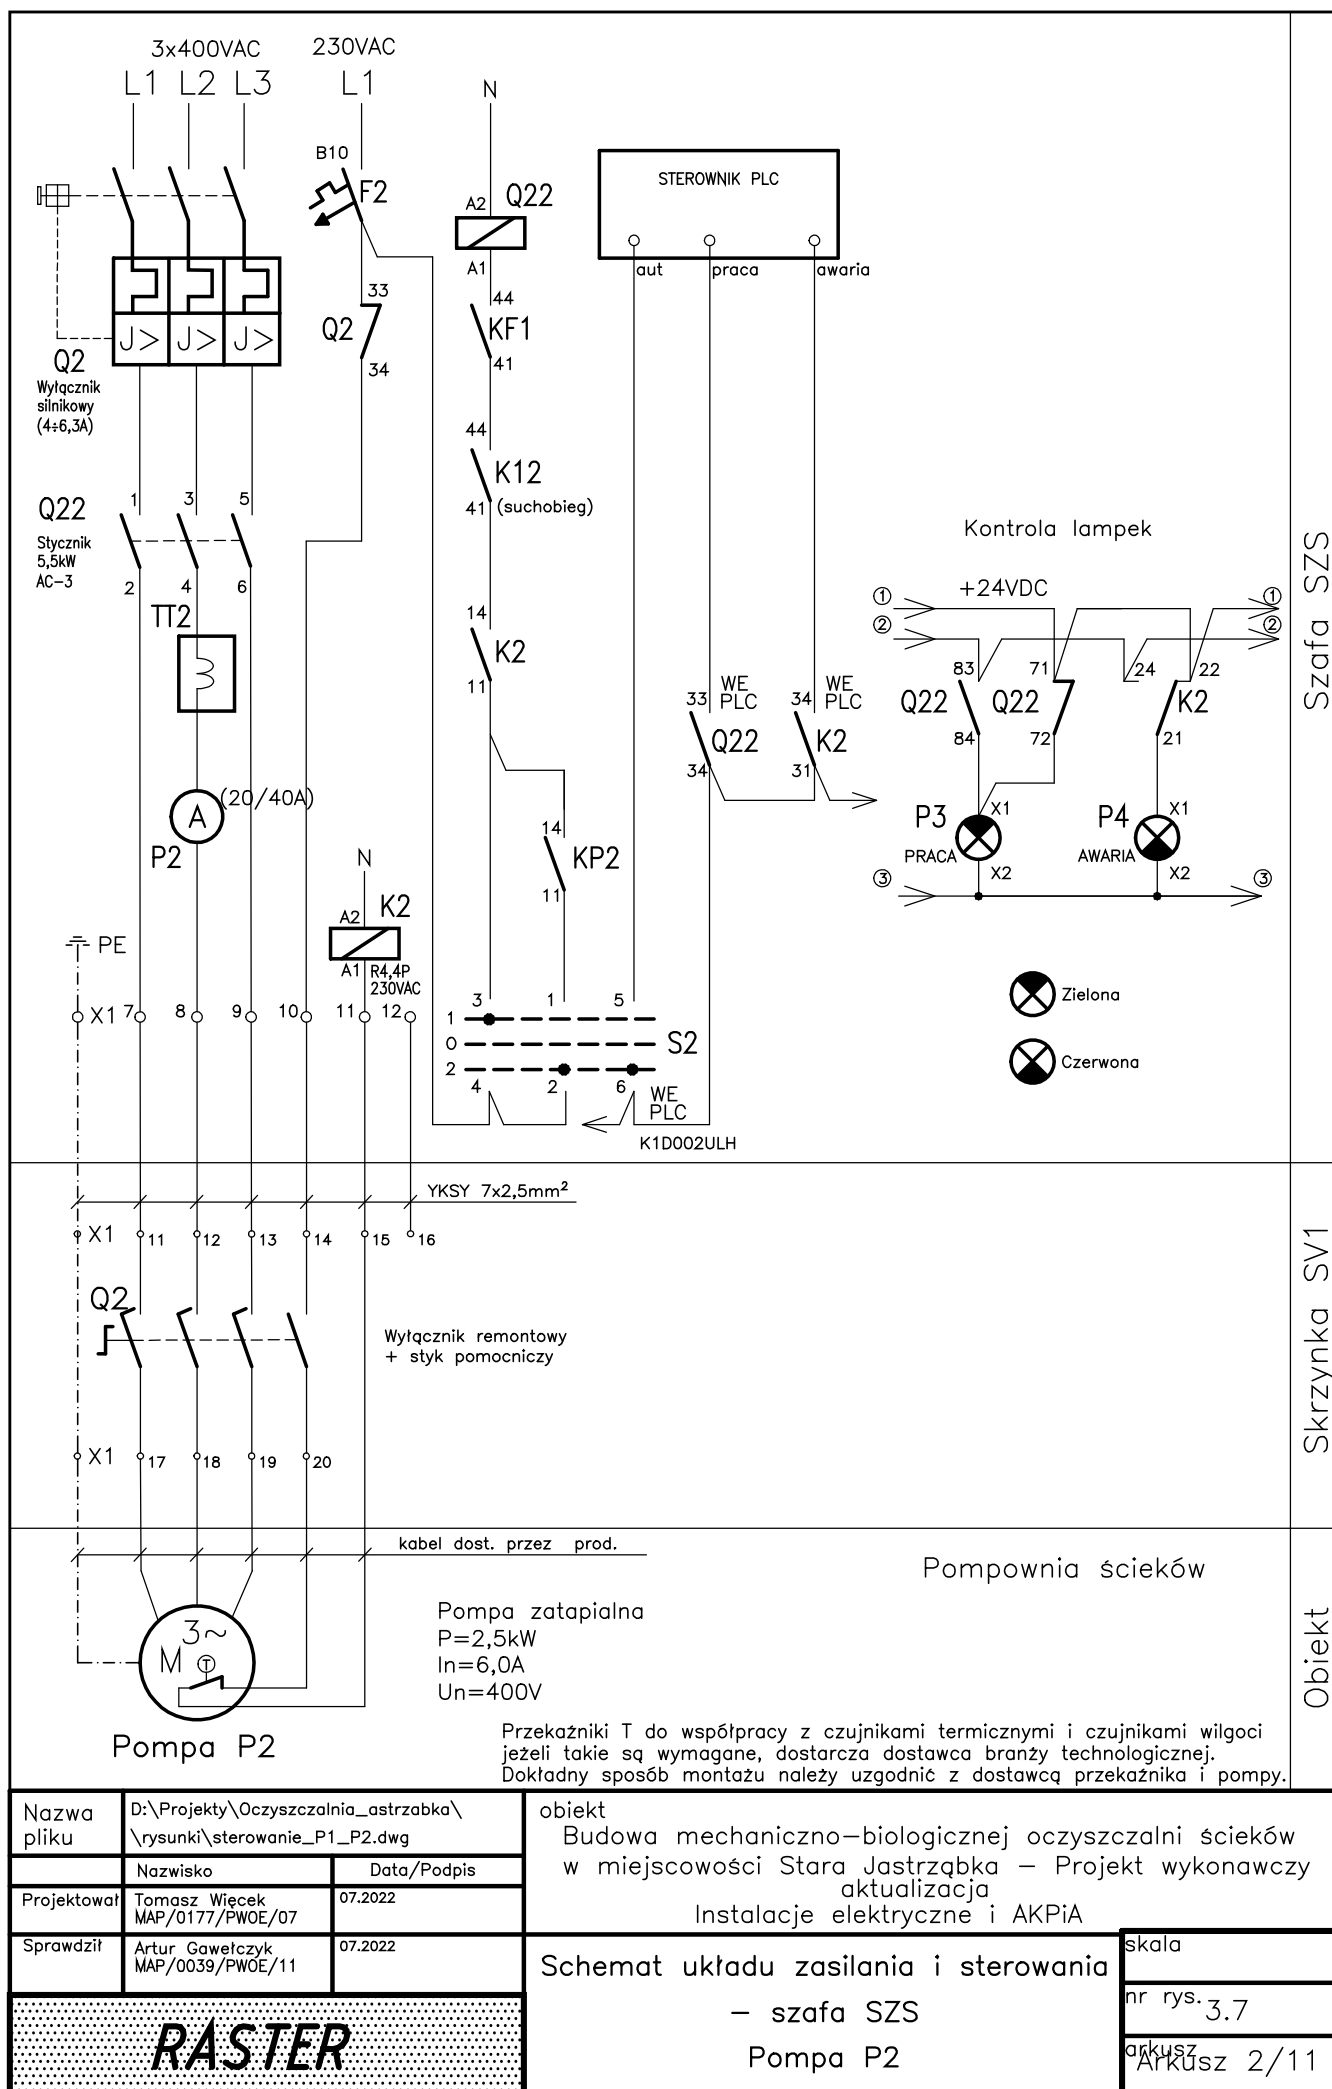 3x400VAC
230VAC
L1 L2 L3
L1
N
B10
F2
A2 Q22
A1
STEROWNIK PLC
aut
praca
awaria
33
Q2
34
44
KF1
41
J> J> J>
Q2
Wyłącznik
silnikowy
(4÷6,3A)
44
K12
41 (suchobieg)
Q22
Stycznik
5,5kW
AC-3
1 3 5
2 4 6
TT2
Kontrola lampek
+24VDC
1 1
2 2
14
K2
11
83 71 24 22
Q22 Q22 K2
84 72 21
33 WE
PLC
Q22
34
34 WE
PLC
K2
31
(20/40A)
A
P2
14
KP2
11
P3 X1
PRACA
X2
P4 X1
AWARIA
X2
3 3
N
A2 K2
A1 R4,4P
230VAC
PE
X1 7 8 9 10 11 12
3 1 5
1
0
2
S2
4 2 6
WE
PLC
K1D002ULH
Zielona
Czerwona
YKSY 7x2,5mm²
X1 11 12 13 14 15 16
Q2
Wyłącznik remontowy
+ styk pomocniczy
X1 17 18 19 20
kabel dost. przez prod.
Pompownia ścieków
3~
M T
Pompa zatapialna
P=2,5kW
In=6,0A
Un=400V
Pompa P2
Przekaźniki T do współpracy z czujnikami termicznymi i czujnikami wilgoci
jeżeli takie są wymagane, dostarcza dostawca branży technologicznej.
Dokładny sposób montażu należy uzgodnić z dostawcą przekaźnika i pompy.
Szafa SZS
Skrzynka SV1
Obiekt
Nazwa
pliku
D:\Projekty\Oczyszczalnia_astrzabka\
\rysunki\sterowanie_P1_P2.dwg
Nazwisko Data/Podpis
Projektował Tomasz Więcek 07.2022
MAP/0177/PWOE/07
Sprawdził Artur Gawełczyk 07.2022
MAP/0039/PWOE/11
RASTER
obiekt
Budowa mechaniczno-biologicznej oczyszczalni ścieków
w miejscowości Stara Jastrząbka - Projekt wykonawczy
aktualizacja
Instalacje elektryczne i AKPiA
Schemat układu zasilania i sterowania
- szafa SZS
Pompa P2
skala
nr rys. 3.7
arkusz
Arkusz 2/11